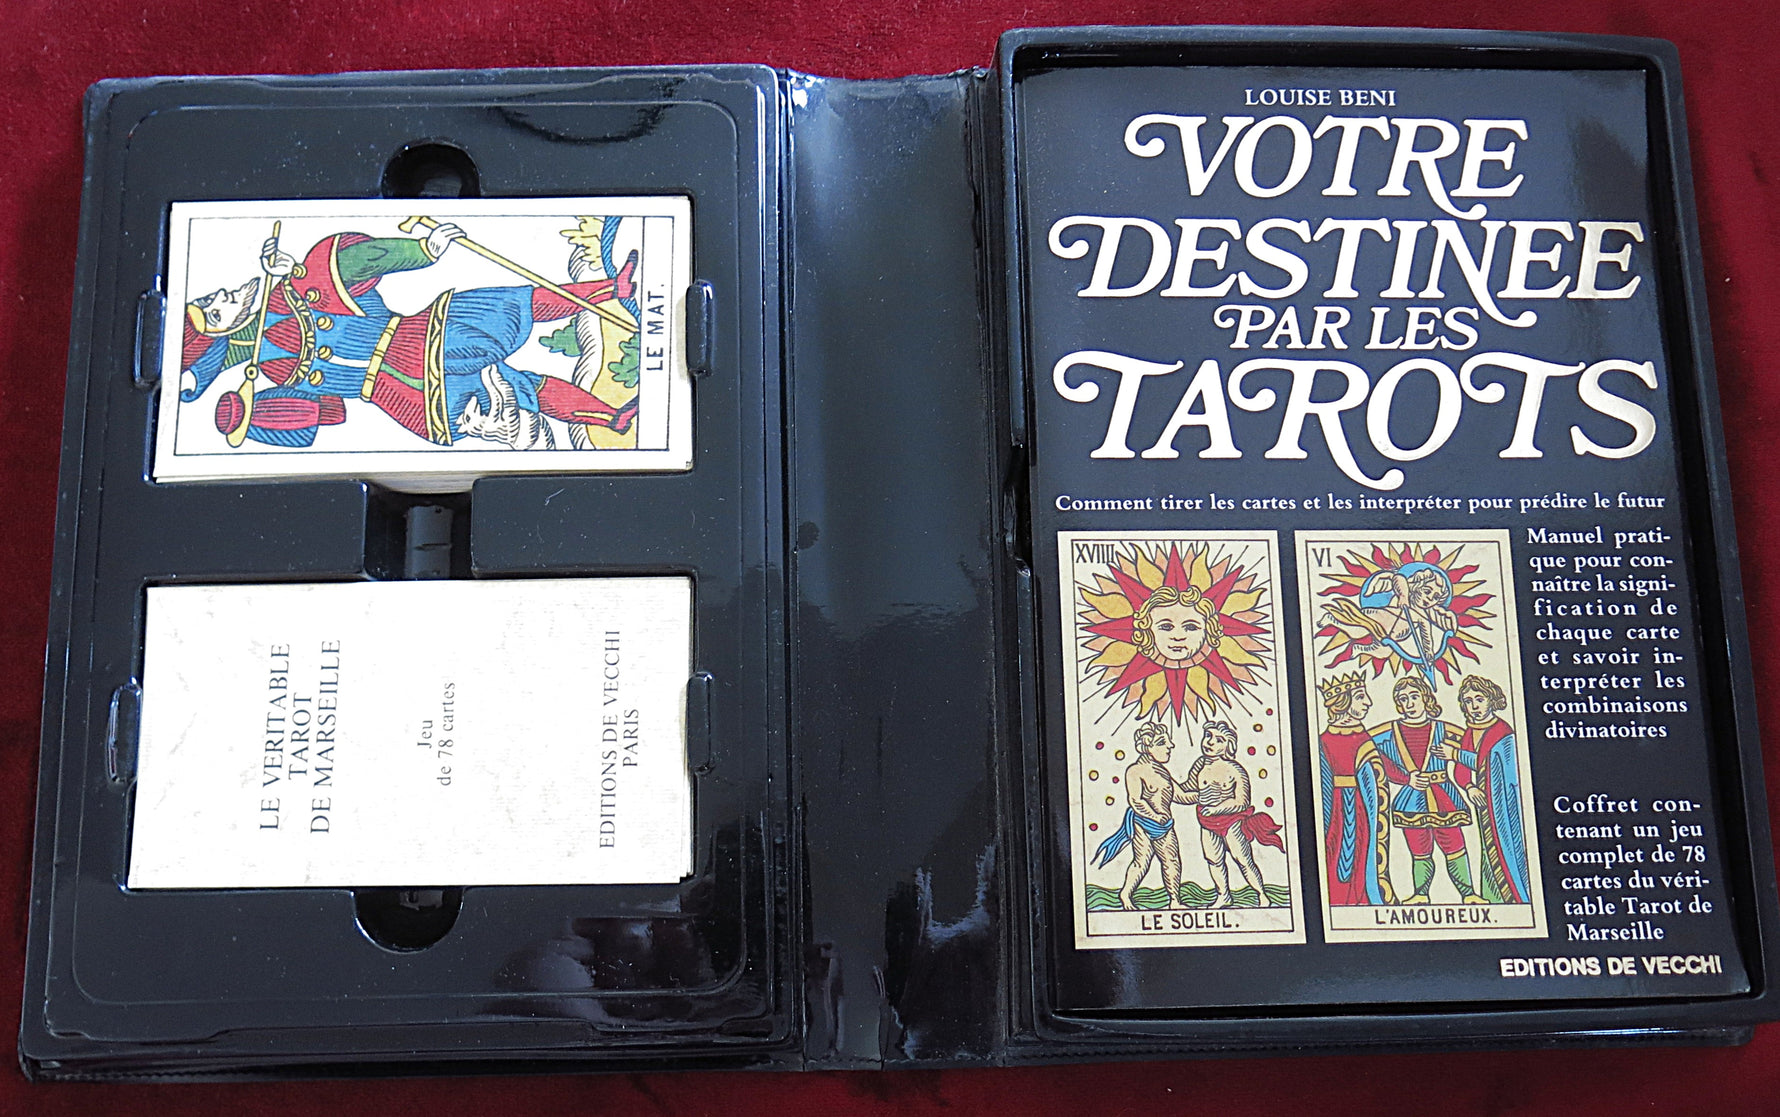 LE MAT.
LE VERITABLE
TAROT
DE MARSEILLE
Jeu
de 78 cartes
EDITIONS DE VECCHI
PARIS
LOUISE BENI
VOTRE
DESTINEE
PAR LES
TAROTS
Comment tirer les cartes et les interpréter pour prédire le futur
XVIIII
LE SOLEIL.
VI
L'AMOUREUX.
Manuel prati-
que pour con-
naître la signi-
fication de
chaque carte
et savoir in-
terpréter les
combinaisons
divinatoires
Coffret con-
tenant un jeu
complet de 78
cartes du véri-
table Tarot de
Marseille
EDITIONS DE VECCHI